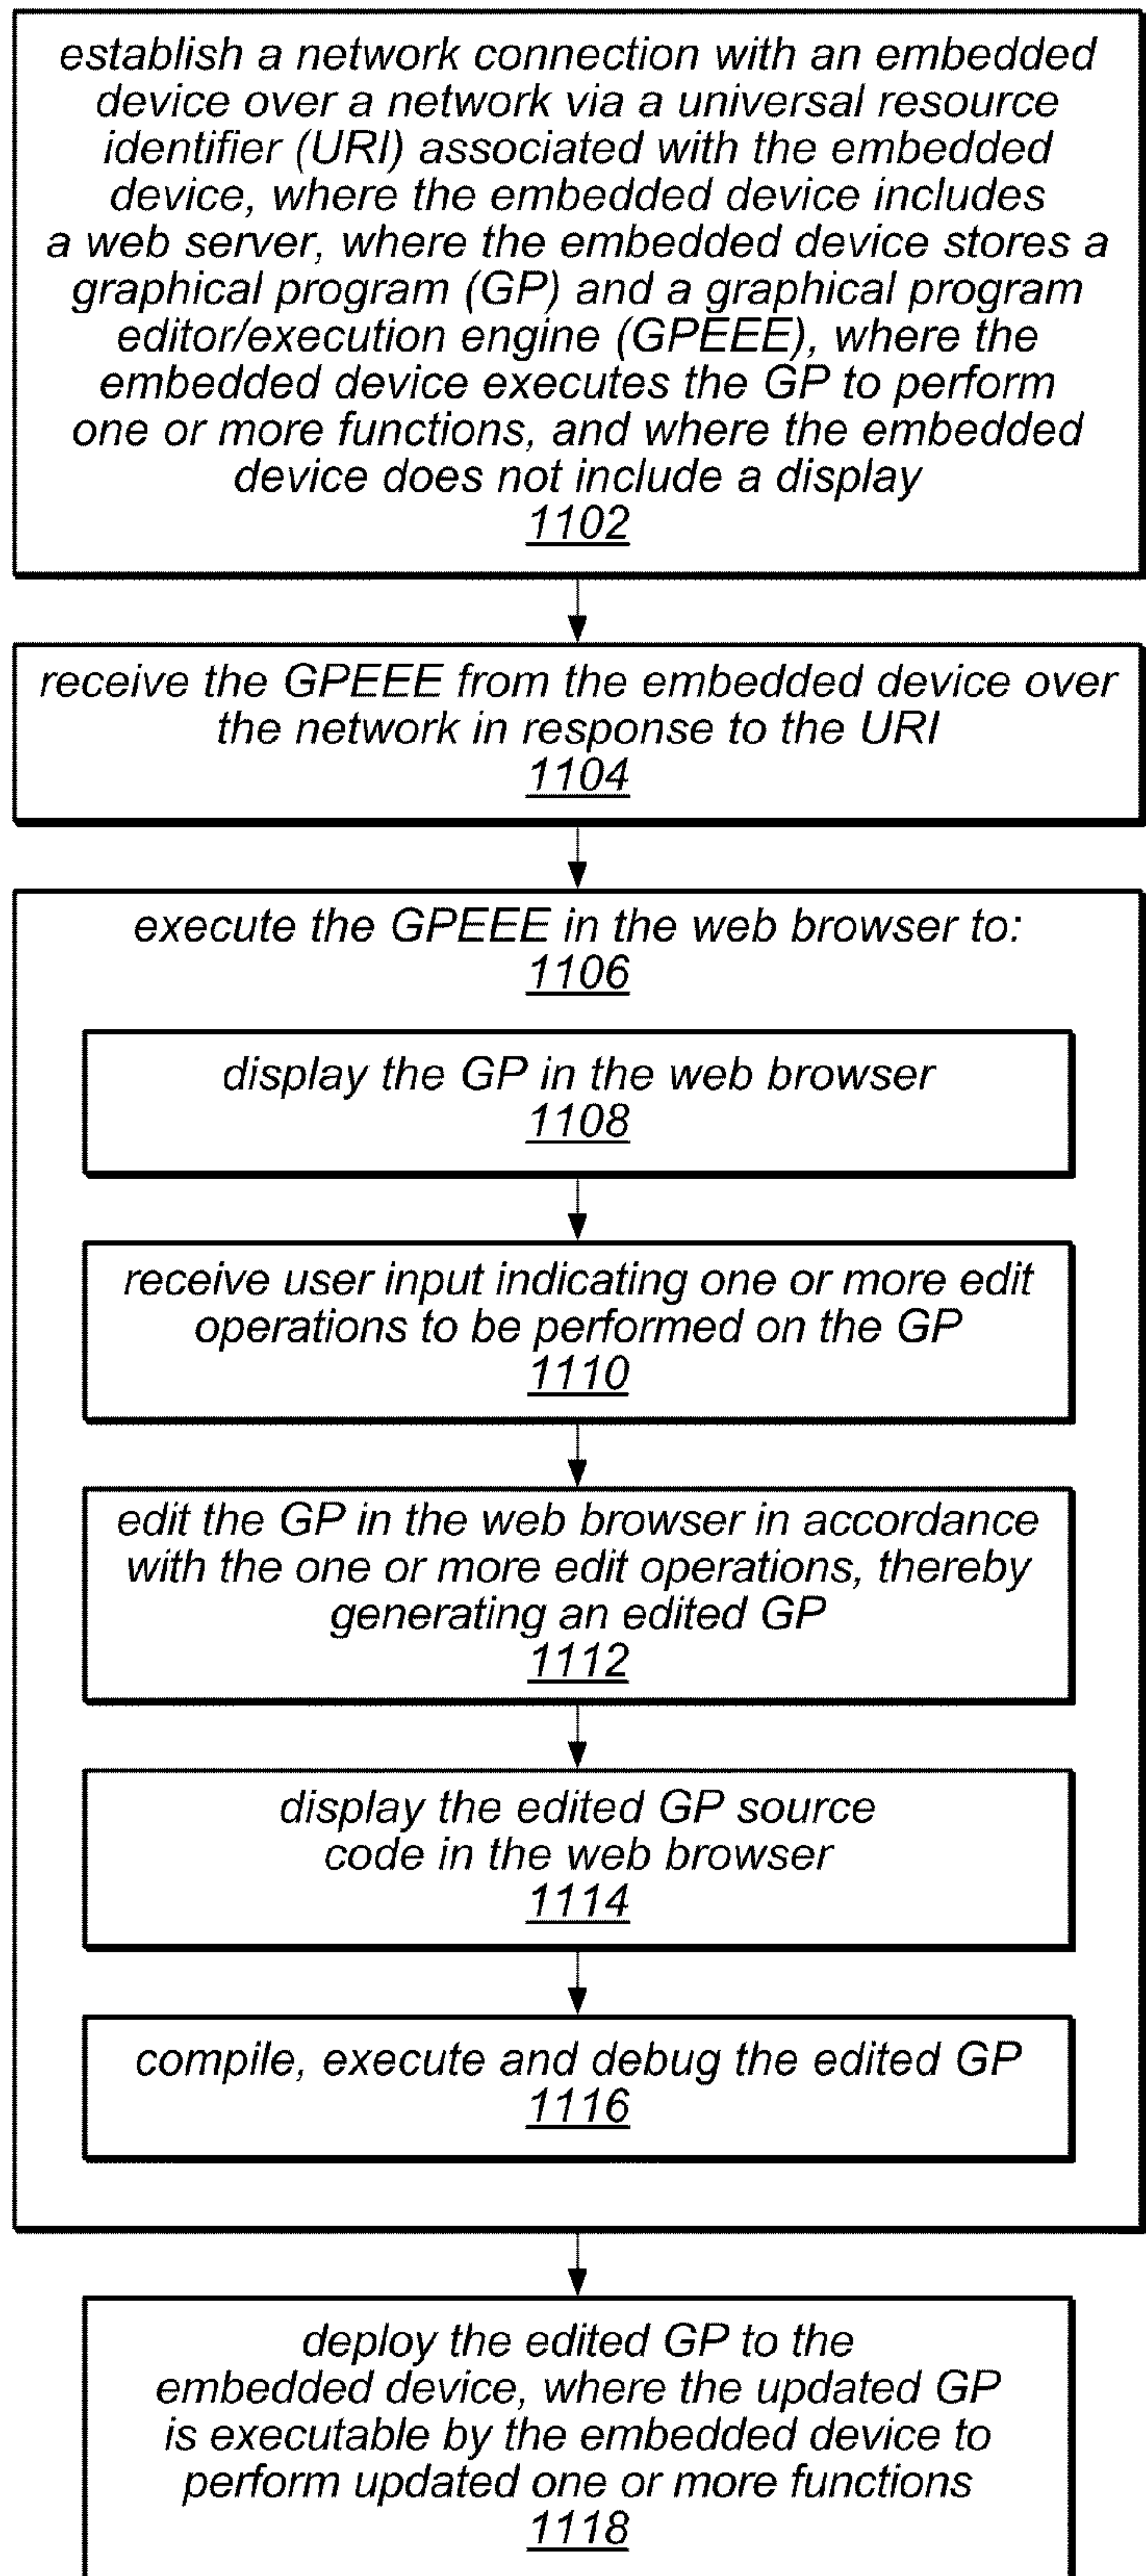 establish a network connection with an embedded
device over a network via a universal resource
identifier (URI) associated with the embedded
device, where the embedded device includes
a web server, where the embedded device stores a
graphical program (GP) and a graphical program
editor/execution engine (GPEEE), where the
embedded device executes the GP to perform
one or more functions, and where the embedded
device does not include a display
1102
receive the GPEEE from the embedded device over
the network in response to the URI
1104
execute the GPEEE in the web browser to:
1106
display the GP in the web browser
1108
receive user input indicating one or more edit
operations to be performed on the GP
1110
edit the GP in the web browser in accordance
with the one or more edit operations, thereby
generating an edited GP
1112
display the edited GP source
code in the web browser
1114
compile, execute and debug the edited GP
1116
deploy the edited GP to the
embedded device, where the updated GP
is executable by the embedded device to
perform updated one or more functions
1118